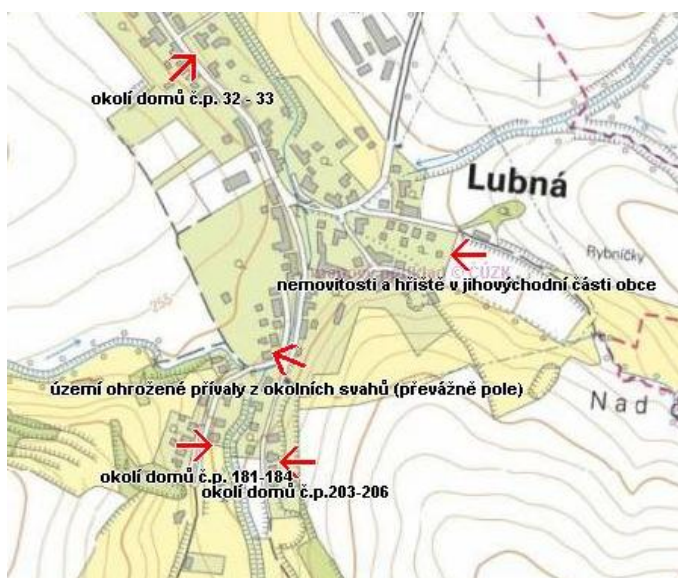 okolí domů č.p. 32 - 33
Lubná
Rybníčky
© ČÚZK
nemovitosti a hřiště v jihovýchodní části obce
255
území ohrožené přívaly z okolních svahů (převážně pole)
Nad
okolí domů č.p. 181-184
okolí domů č.p.203-206